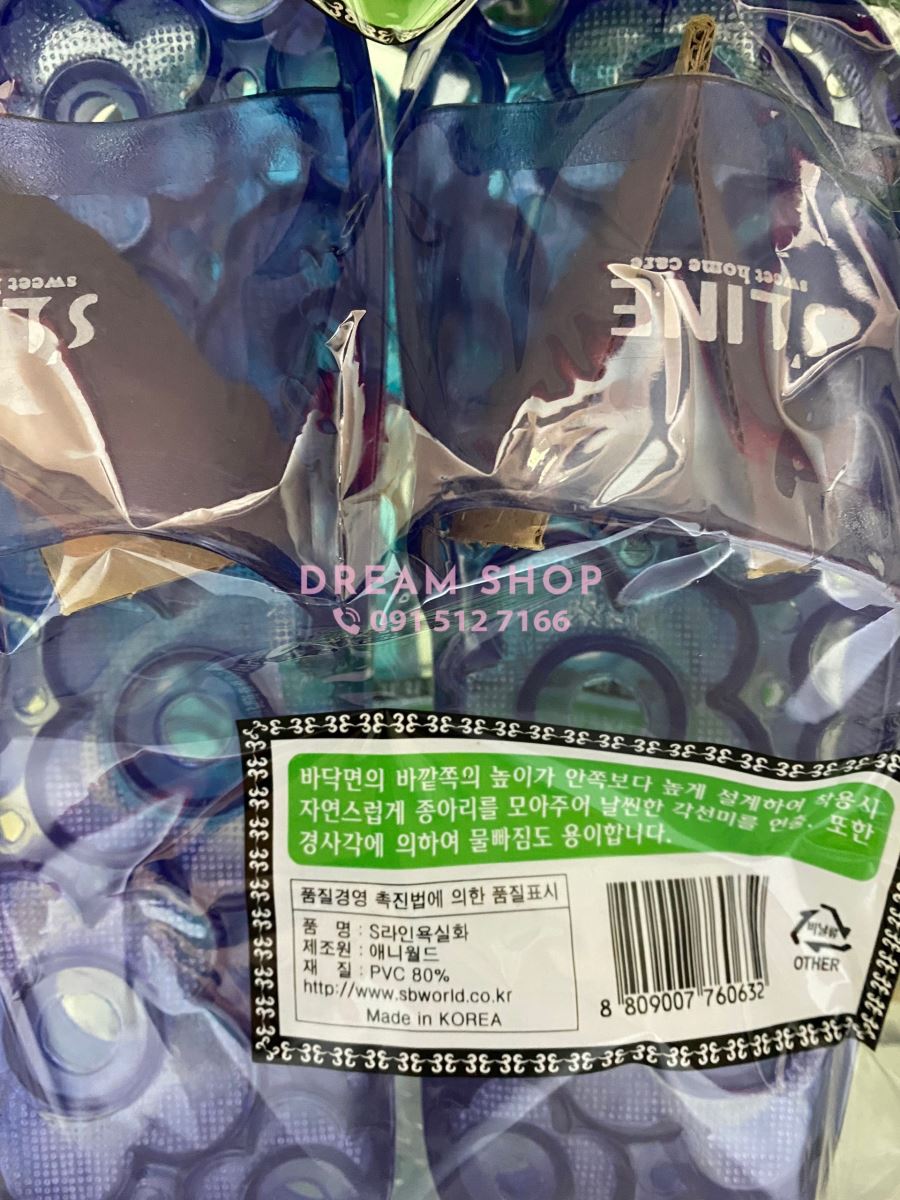 sweet home care
S LINE
DREAM SHOP
091 512 7166
바닥면의 바깥쪽의 높이가 안쪽보다 높게 설계하여 착용시
자연스럽게 종아리를 모아주어 날씬한 각선미를 연출, 또한
경사각에 의하여 물빠짐도 용이합니다.
품질경영 촉진법에 의한 품질표시
품 명 : S라인욕실화
제조원 : 애니월드
재 질 : PVC 80%
http://www.sbworld.co.kr
Made in KOREA
8 809007 760632
비닐류
OTHER